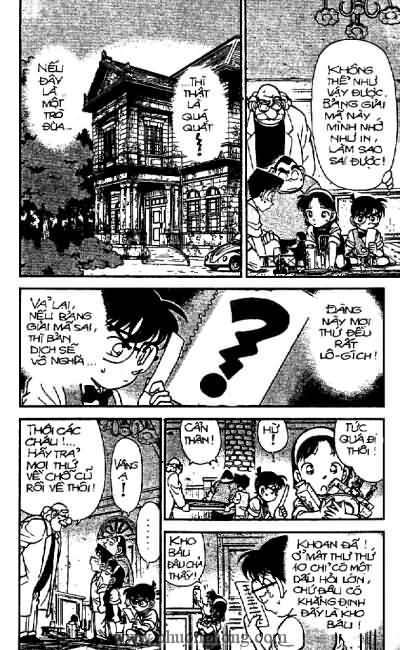 NẾU
ĐÂY
LÀ
MỘT
TRÒ
ĐÙA...
THÌ
THẬT
LÀ
QUÁ
QUẮT
!
KHÔNG
THỂ NHƯ
VẬY ĐƯỢC.
BẢNG GIẢI
MÃ NÀY
MÌNH NHỚ
NHƯ IN,
LÀM SAO
SAI ĐƯỢC!
VẢ LẠI,
NẾU BẢNG
GIẢI MÃ SAI,
THÌ BẢN
DỊCH SẼ
VÔ NGHĨA...
?
ĐẰNG
NÀY MỌI
THỨ ĐỀU
RẤT
LÔ-GÍCH!
CẨN
THẬN!
HỪ!
TỨC
QUÁ ĐI
THÔI!
THÔI CÁC
CHÁU!...
HÃY TRẢ
MỌI THỨ
VỀ CHỖ CŨ
RỒI VỀ THÔI!
VÂNG
Ạ
!
......
KHO
BÁU
ĐÂU CHẢ
THẤY!
KHOAN ĐÃ!
Ở MẬT THƯ THỨ
10 CHỈ CÓ MỘT
DẤU HỎI LỚN,
CHỨ ĐÂU CÓ
KHẲNG ĐỊNH
ĐÂY LÀ KHO
BÁU!